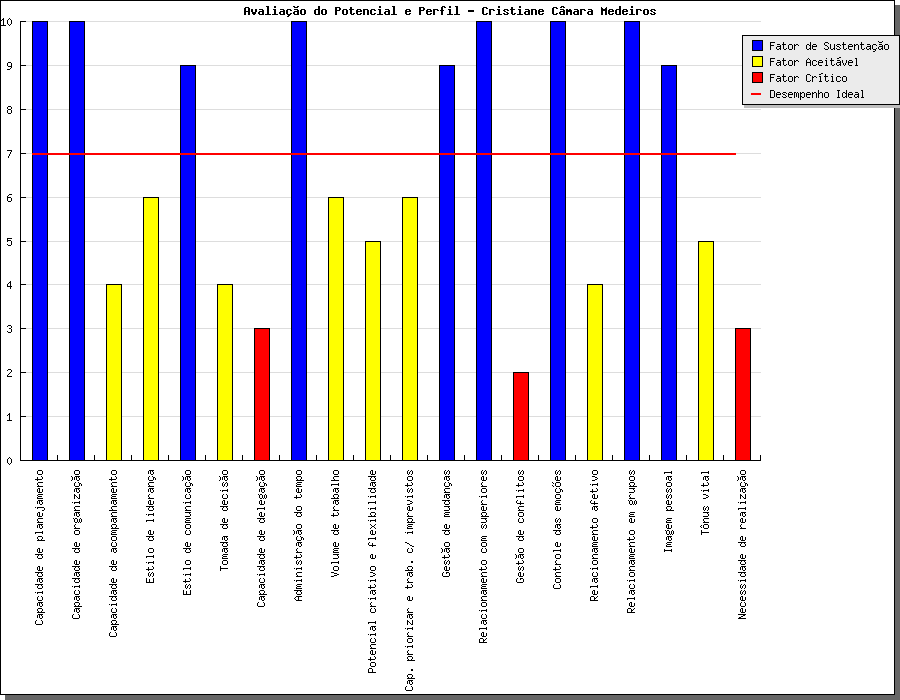 Avaliação do Potencial e Perfil - Cristiane Câmara Medeiros
10
9
8
7
6
5
4
3
2
1
0
Fator de Sustentação
Fator Aceitável
Fator Crítico
Desempenho Ideal
Capacidade de planejamento
Capacidade de organização
Capacidade de acompanhamento
Estilo de liderança
Estilo de comunicação
Tomada de decisão
Capacidade de delegação
Administração do tempo
Volume de trabalho
Potencial criativo e flexibilidade
Cap. priorizar e trab. c/ imprevistos
Gestão de mudanças
Relacionamento com superiores
Gestão de conflitos
Controle das emoções
Relacionamento afetivo
Relacionamento em grupos
Imagem pessoal
Tônus vital
Necessidade de realização